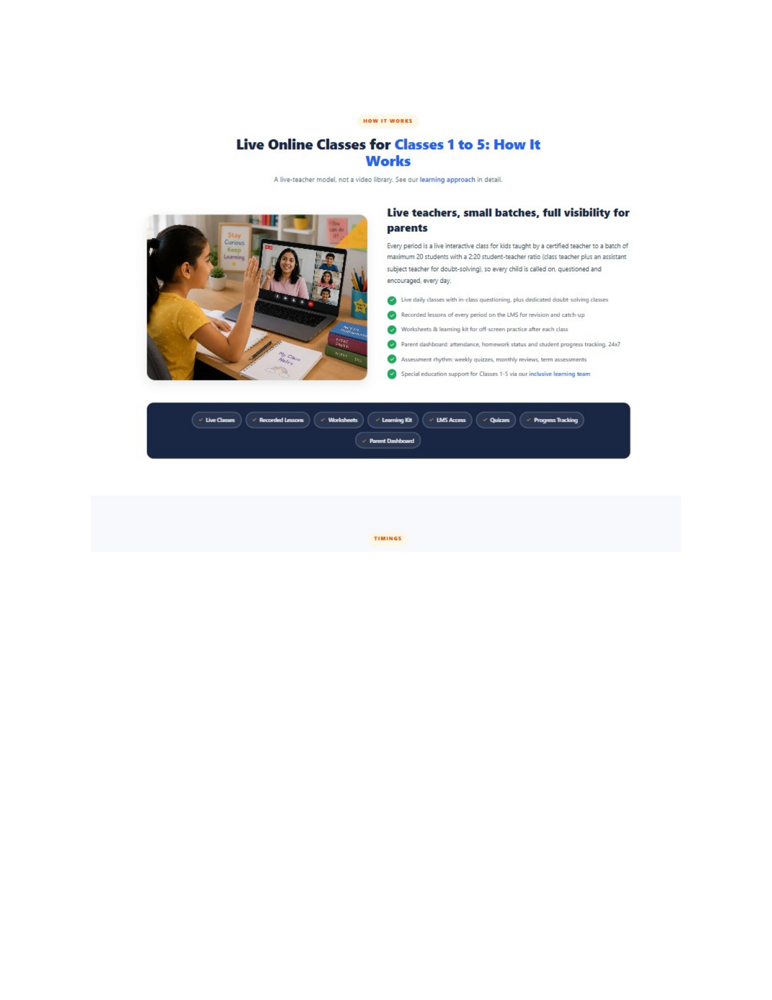 HOW IT WORKS
Live Online Classes for Classes 1 to 5: How It
Works
A live-teacher model, not a video library. See our learning approach in detail.
Stay
Curious
Keep
Learning
You
can do
it!
My Class
Notes
Live teachers, small batches, full visibility for
parents
Every period is a live interactive class for kids taught by a certified teacher to a batch of
maximum 20 students with a 2:20 student-teacher ratio (class teacher plus an assistant
subject teacher for doubt-solving), so every child is called on, questioned and
encouraged, every day.
Live daily classes with in-class questioning, plus dedicated doubt-solving classes
Recorded lessons of every period on the LMS for revision and catch-up
Worksheets & learning kit for off-screen practice after each class
Parent dashboard: attendance, homework status and student progress tracking, 24x7
Assessment rhythm: weekly quizzes, monthly reviews, term assessments
Special education support for Classes 1-5 via our inclusive learning team
Live Classes
Recorded Lessons
Worksheets
Learning Kit
LMS Access
Quizzes
Progress Tracking
Parent Dashboard
TIMINGS